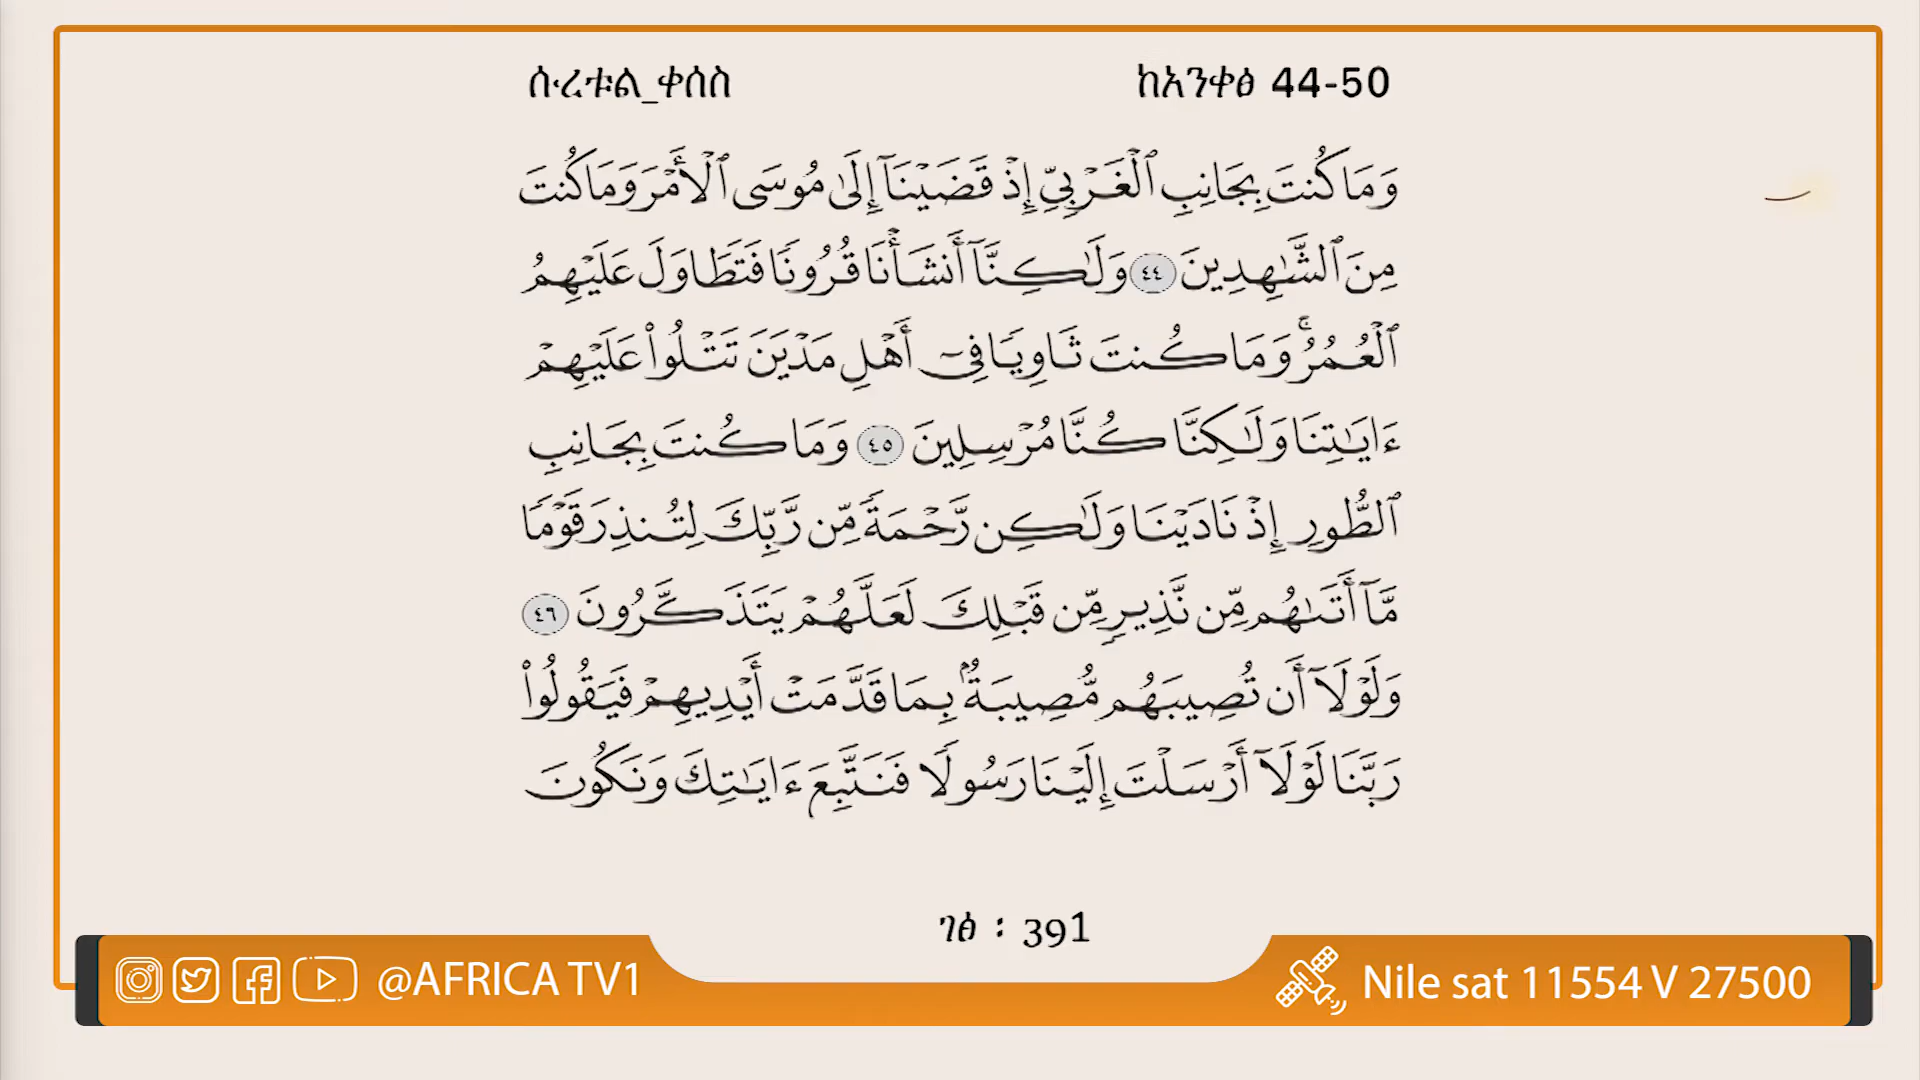 ሱረቱል_ቀሰስ
ከአንቀፅ 44-50
وَمَا كُنتَ بِجَانِبِ ٱلْغَرْبِىِّ إِذْ قَضَيْنَآ إِلَىٰ مُوسَى ٱلْأَمْرَ وَمَا كُنتَ
مِنَ ٱلشَّـٰهِدِينَ ٤٤ وَلَـٰكِنَّآ أَنشَأْنَا قُرُونًا فَتَطَاوَلَ عَلَيْهِمُ
ٱلْعُمُرُ ۚ وَمَا كُنتَ ثَاوِيًا فِىٓ أَهْلِ مَدْيَنَ تَتْلُوا۟ عَلَيْهِمْ
ءَايَـٰتِنَا وَلَـٰكِنَّا كُنَّا مُرْسِلِينَ ٤٥ وَمَا كُنتَ بِجَانِبِ
ٱلطُّورِ إِذْ نَادَيْنَا وَلَـٰكِن رَّحْمَةً مِّن رَّبِّكَ لِتُنذِرَ قَوْمًا
مَّآ أَتَىٰهُم مِّن نَّذِيرٍ مِّن قَبْلِكَ لَعَلَّهُمْ يَتَذَكَّرُونَ ٤٦
وَلَوْلَآ أَن تُصِيبَهُم مُّصِيبَةٌۢ بِمَا قَدَّمَتْ أَيْدِيهِمْ فَيَقُولُوا۟
رَبَّنَا لَوْلَآ أَرْسَلْتَ إِلَيْنَا رَسُولًا فَنَتَّبِعَ ءَايَـٰتِكَ وَنَكُونَ
ገፅ : 391
@AFRICA TV1
Nile sat 11554 V 27500